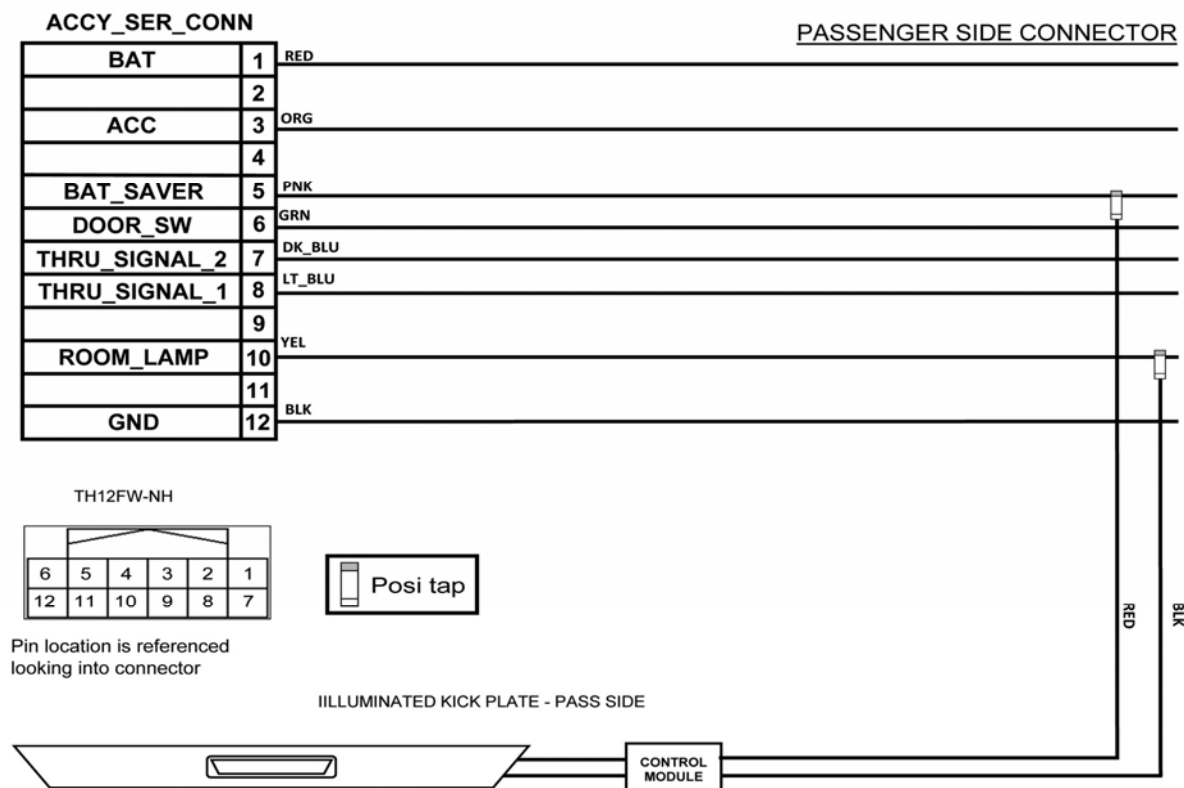 ACCY_SER_CONN
PASSENGER SIDE CONNECTOR
BAT 1 RED
2
ACC 3 ORG
4
BAT_SAVER 5 PNK
DOOR_SW 6 GRN
THRU_SIGNAL_2 7 DK_BLU
THRU_SIGNAL_1 8 LT_BLU
9
ROOM_LAMP 10 YEL
11
GND 12 BLK
TH12FW-NH
6 5 4 3 2 1
12 11 10 9 8 7
Posi tap
RED
BLK
Pin location is referenced
looking into connector
IILLUMINATED KICK PLATE - PASS SIDE
CONTROL
MODULE